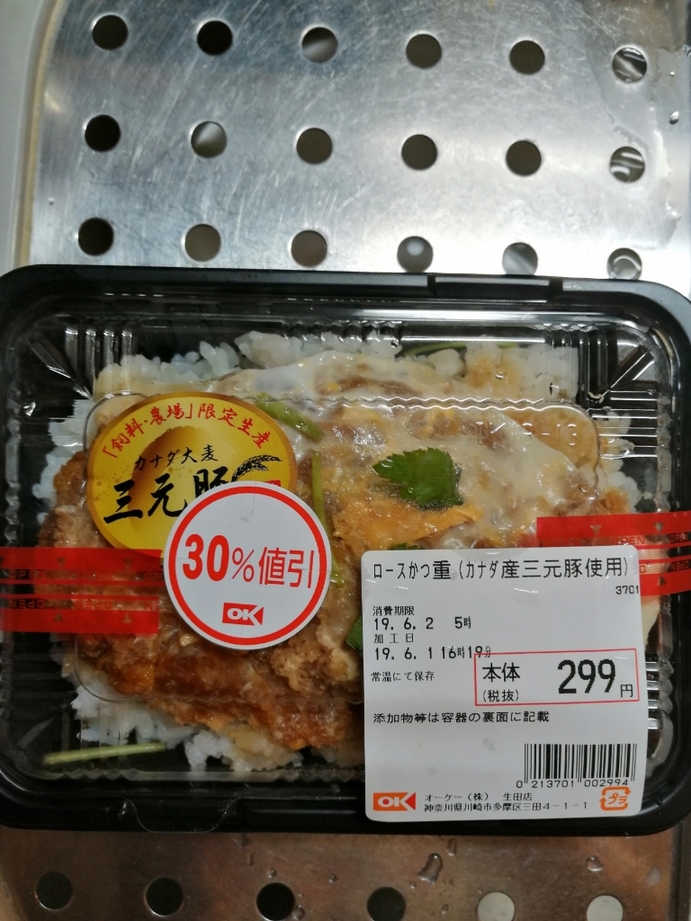 「飼料・農場」限定生産
カナダ大麦
三元豚
30%値引
OK
ロースかつ重(カナダ産三元豚使用)
3701
消費期限
19.6.2 5時
加工日
19.6.1 16時19分
常温にて保存
本体
(税抜)
299円
添加物等は容器の裏面に記載
0 213701 002994
OK
オーケー(株) 生田店
神奈川県川崎市多摩区三田4-1-1
プラ
OPEN